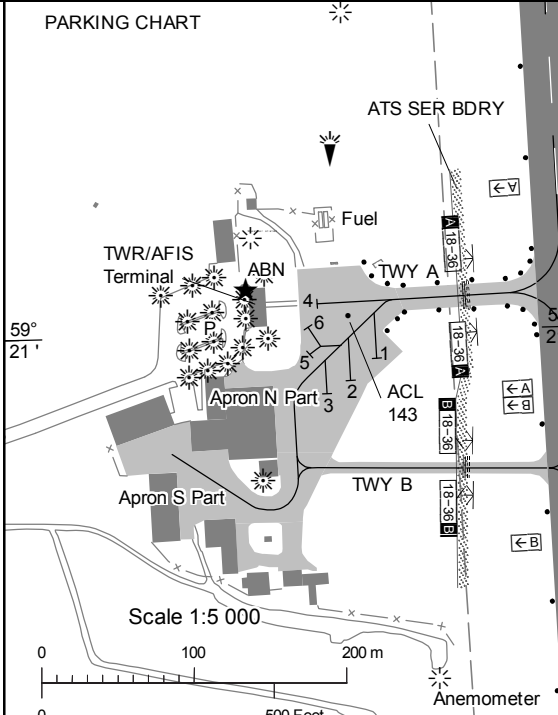 PARKING CHART
ATS SER BDRY
A→
Fuel
A 18-36
TWR/AFIS
Terminal
ABN
TWY A
4
6
5
P
59°
21 '
5
1
2
3
18-36 A
ACL
143
A→
B→
Apron N Part
B 18-36
TWY B
Apron S Part
18-36 B
B→
Scale 1:5 000
0 100 200 m
Anemometer